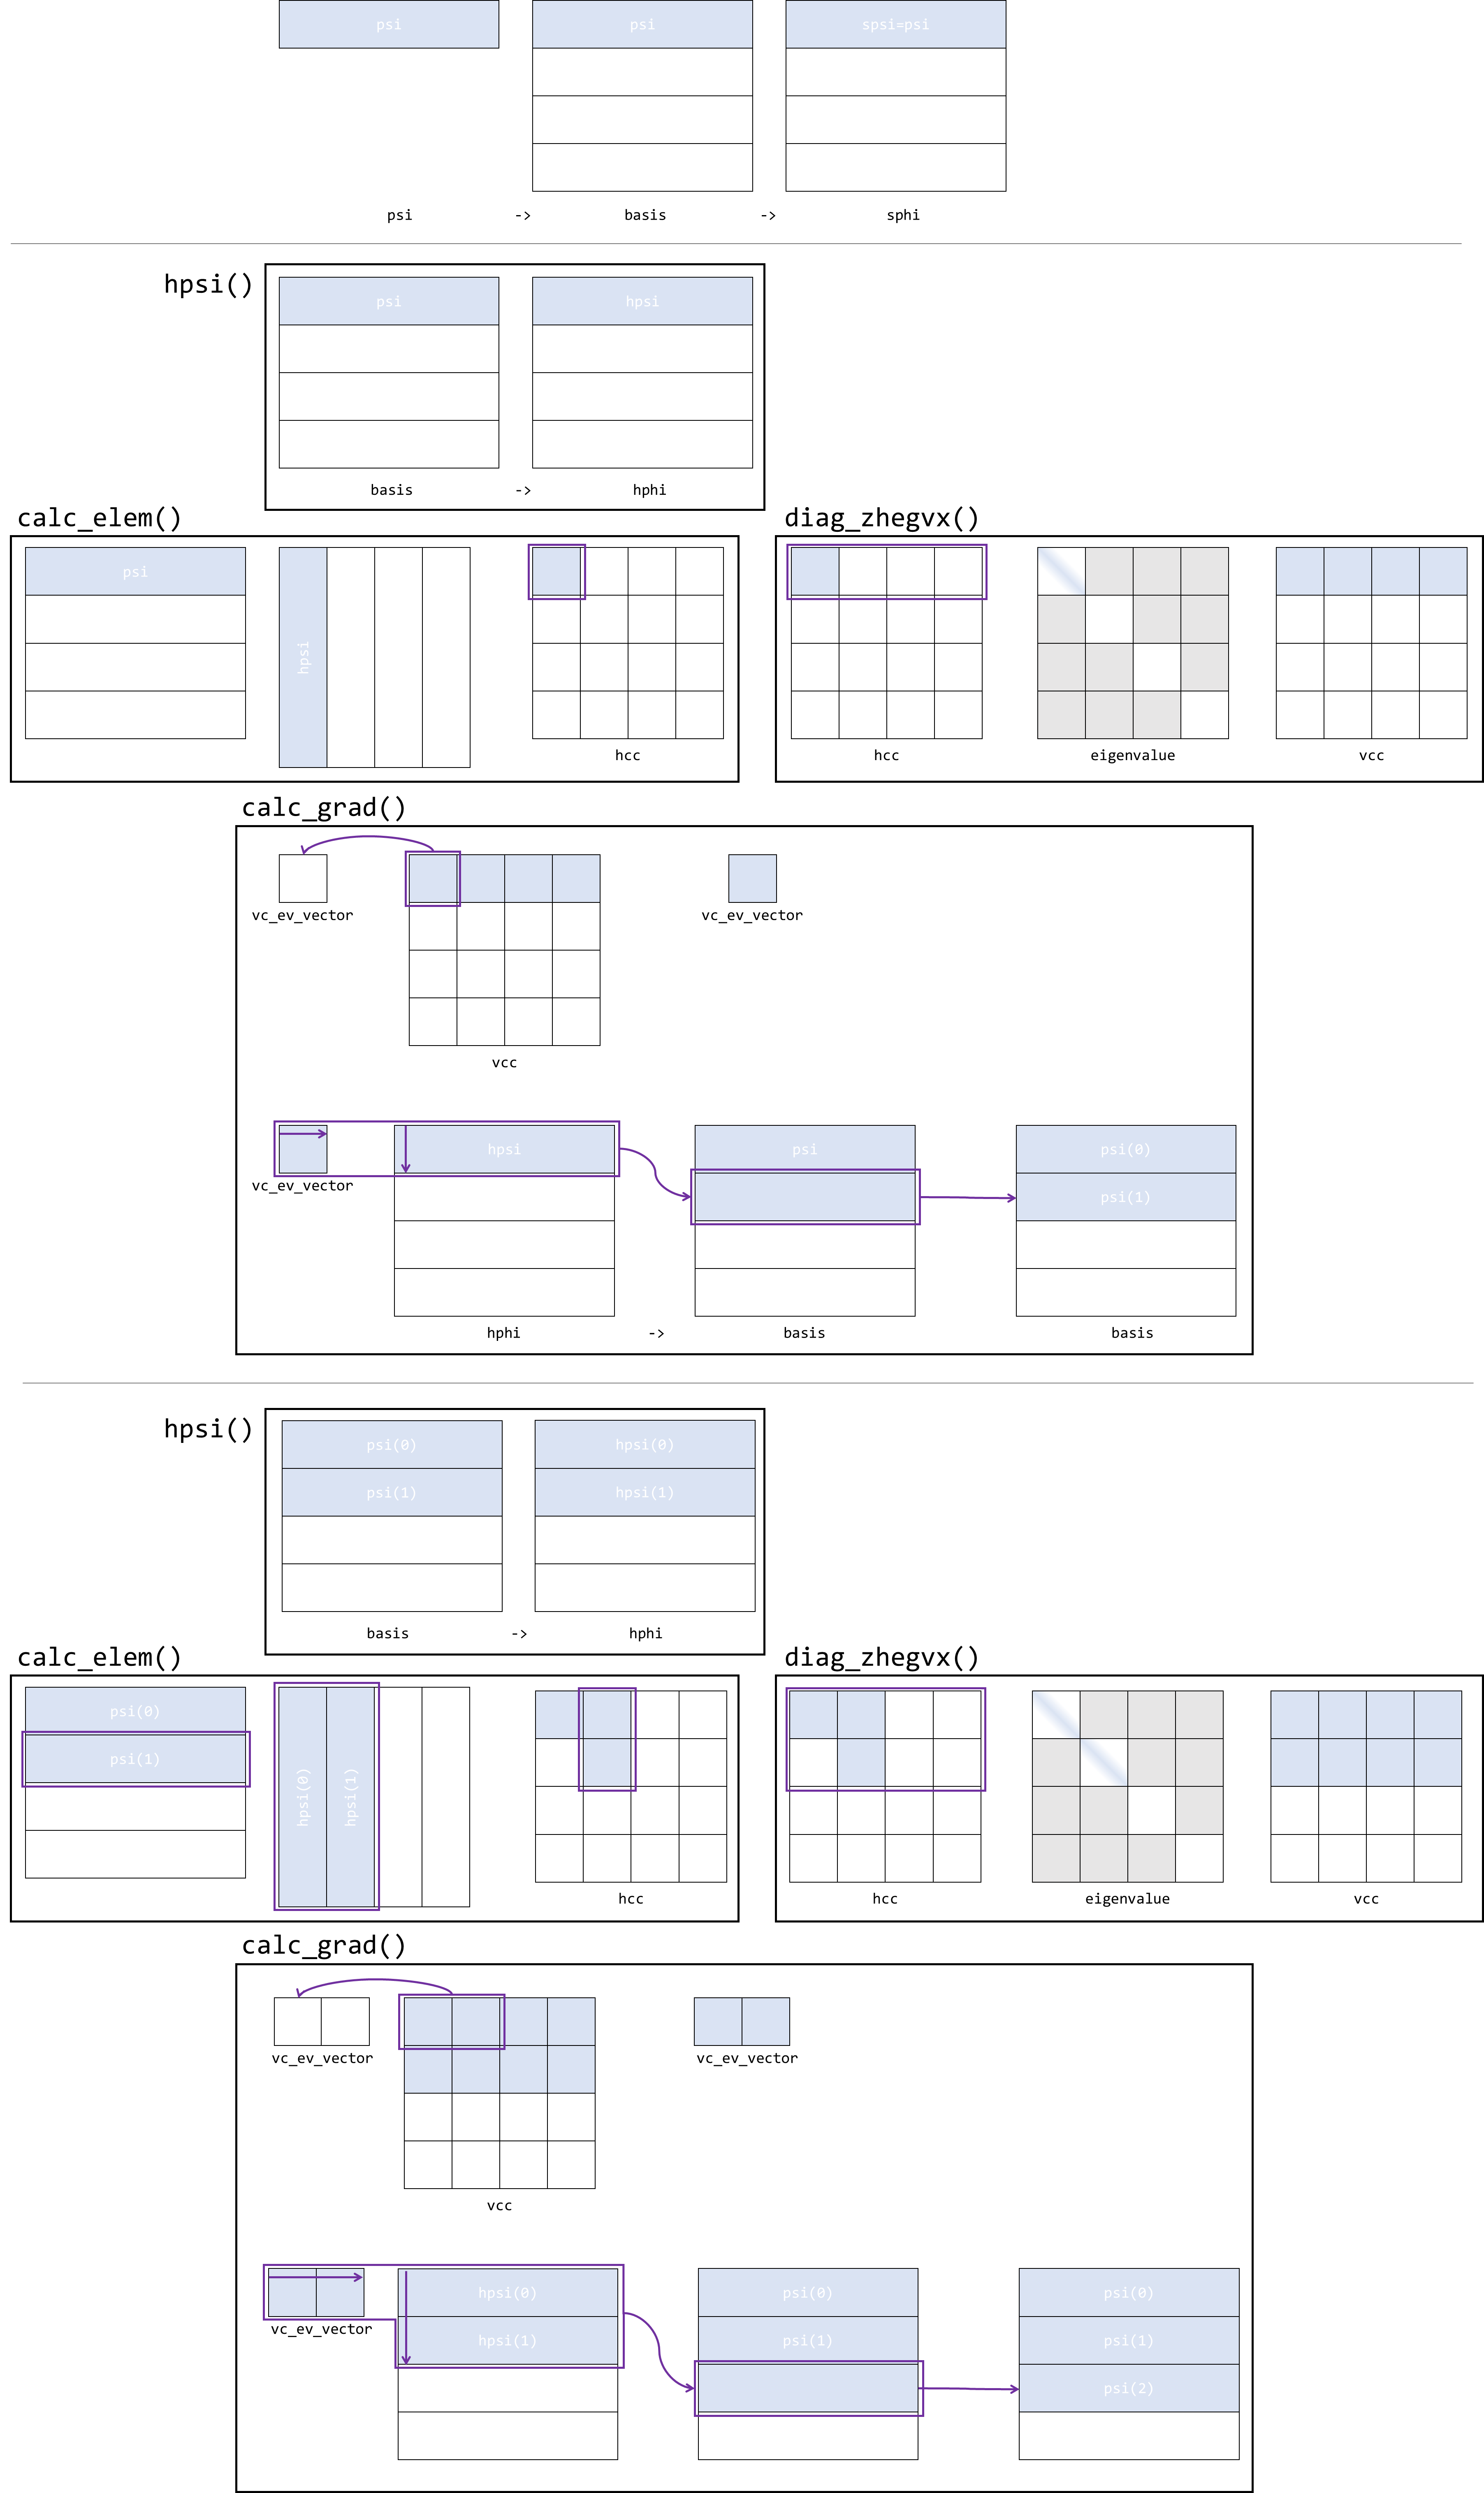 psi psi spsi=psi
psi -> basis -> sphi
hpsi()
psi hpsi
basis -> hphi
calc_elem() diag_zhegvx()
psi
hpsi
hcc hcc eigenvalue vcc
calc_grad()
vc_ev_vector vc_ev_vector
vcc
hpsi psi psi(0)
vc_ev_vector psi(1)
hphi -> basis basis
hpsi()
psi(0) hpsi(0)
psi(1) hpsi(1)
basis -> hphi
calc_elem() diag_zhegvx()
psi(0)
psi(1)
hpsi(0) hpsi(1)
hcc hcc eigenvalue vcc
calc_grad()
vc_ev_vector vc_ev_vector
vcc
hpsi(0) psi(0) psi(0)
vc_ev_vector hpsi(1) psi(1) psi(1)
psi(2)